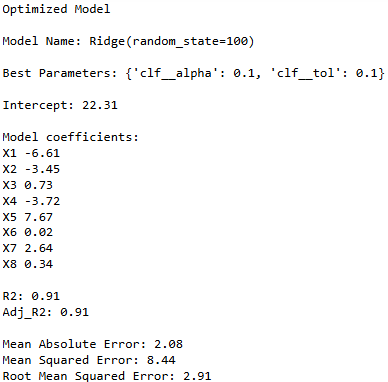 Optimized Model
Model Name: Ridge(random_state=100)
Best Parameters: {'clf__alpha': 0.1, 'clf__tol': 0.1}
Intercept: 22.31
Model coefficients:
X1 -6.61
X2 -3.45
X3 0.73
X4 -3.72
X5 7.67
X6 0.02
X7 2.64
X8 0.34
R2: 0.91
Adj_R2: 0.91
Mean Absolute Error: 2.08
Mean Squared Error: 8.44
Root Mean Squared Error: 2.91